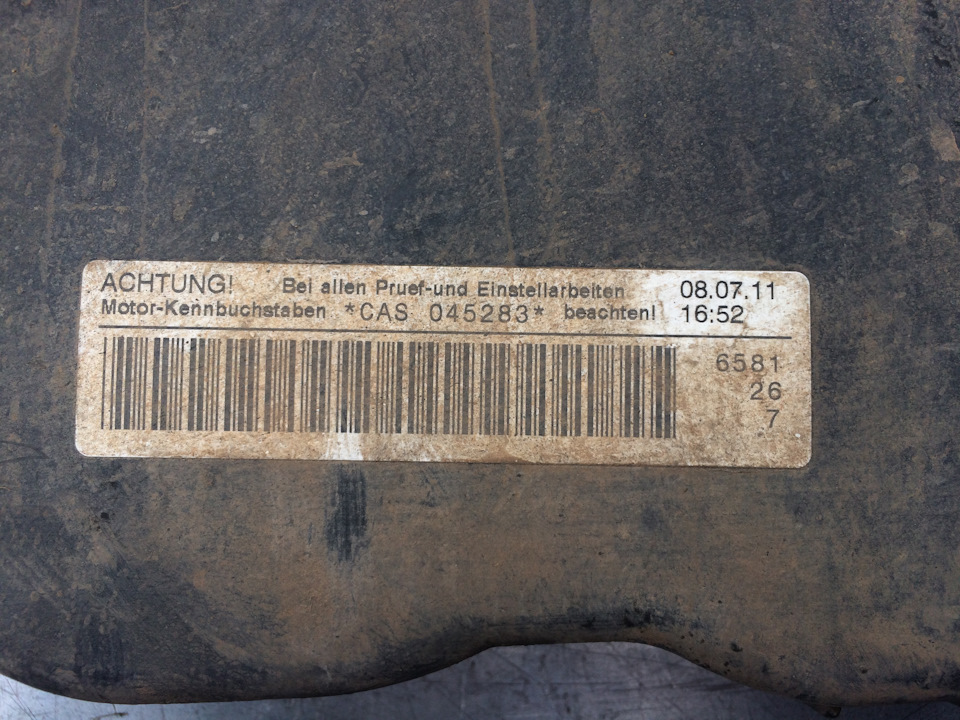 ACHTUNG! Bei allen Pruef-und Einstellarbeiten 08.07.11
Motor-Kennbuchstaben *CAS 045283* beachten! 16:52
6581
26
7